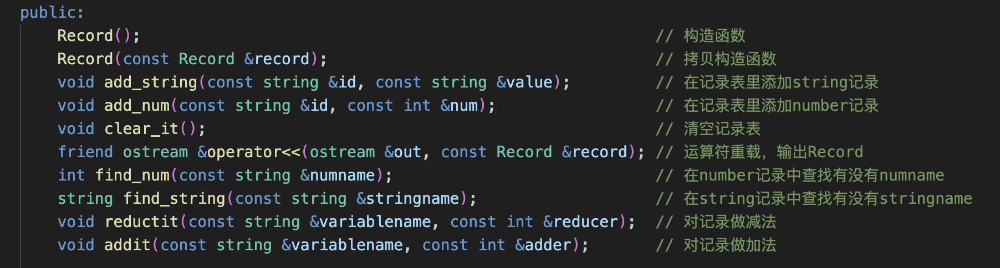 public:
Record(); // 构造函数
Record(const Record &record); // 拷贝构造函数
void add_string(const string &id, const string &value); // 在记录表里添加string记录
void add_num(const string &id, const int &num); // 在记录表里添加number记录
void clear_it(); // 清空记录表
friend ostream &operator<<(ostream &out, const Record &record); // 运算符重载，输出Record
int find_num(const string &numname); // 在number记录中查找有没有numname
string find_string(const string &stringname); // 在string记录中查找有没有stringname
void reductit(const string &variablename, const int &reducer); // 对记录做减法
void addit(const string &variablename, const int &adder); // 对记录做加法